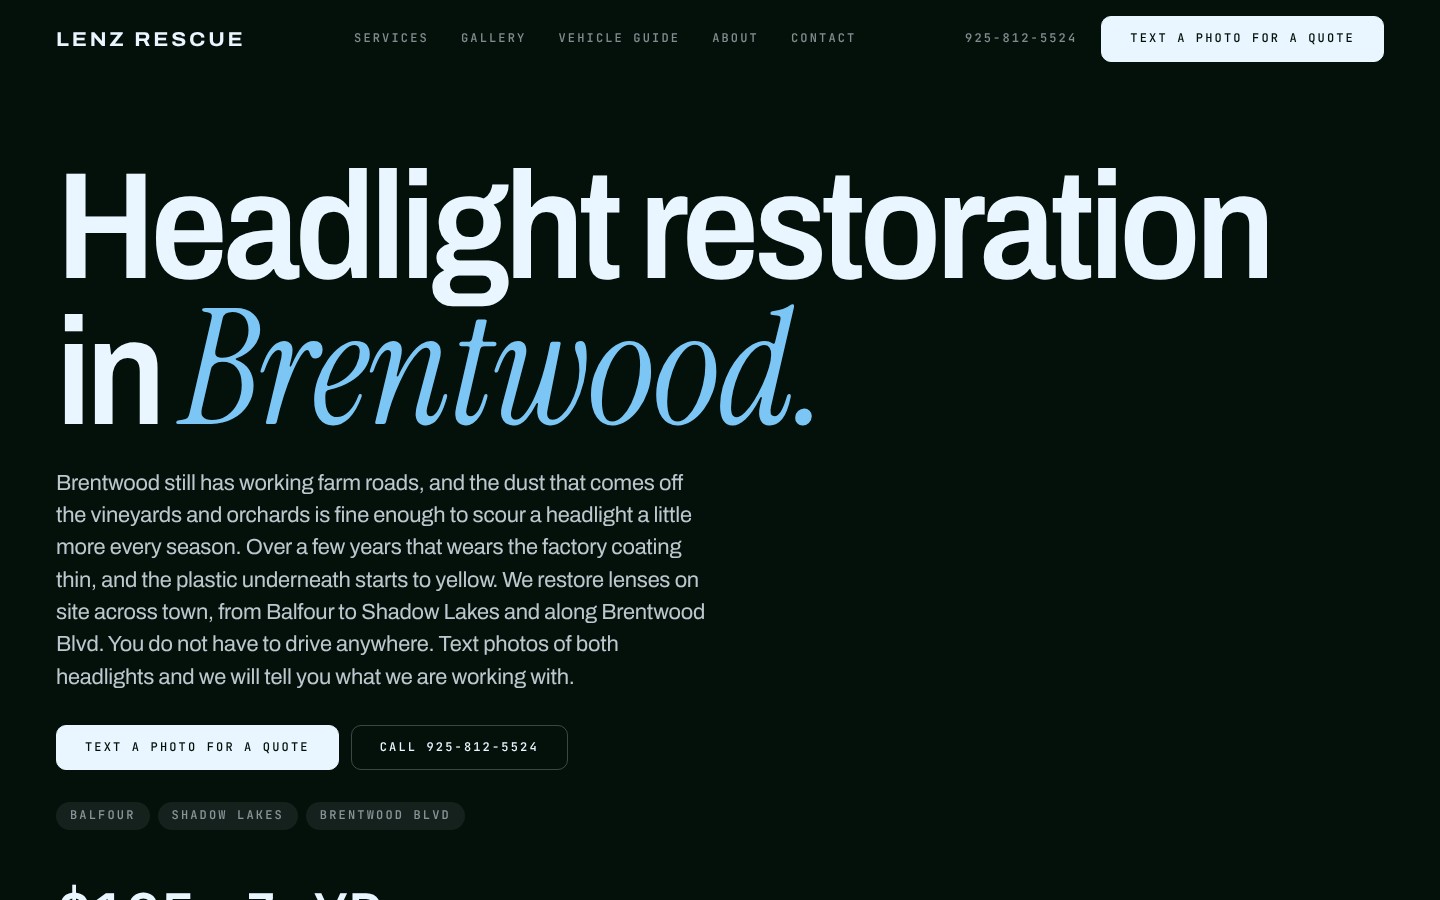 LENZ RESCUE
SERVICES GALLERY VEHICLE GUIDE ABOUT CONTACT
925-812-5524
TEXT A PHOTO FOR A QUOTE
Headlight restoration
in Brentwood.
Brentwood still has working farm roads, and the dust that comes off
the vineyards and orchards is fine enough to scour a headlight a little
more every season. Over a few years that wears the factory coating
thin, and the plastic underneath starts to yellow. We restore lenses on
site across town, from Balfour to Shadow Lakes and along Brentwood
Blvd. You do not have to drive anywhere. Text photos of both
headlights and we will tell you what we are working with.
TEXT A PHOTO FOR A QUOTE
CALL 925-812-5524
BALFOUR SHADOW LAKES BRENTWOOD BLVD